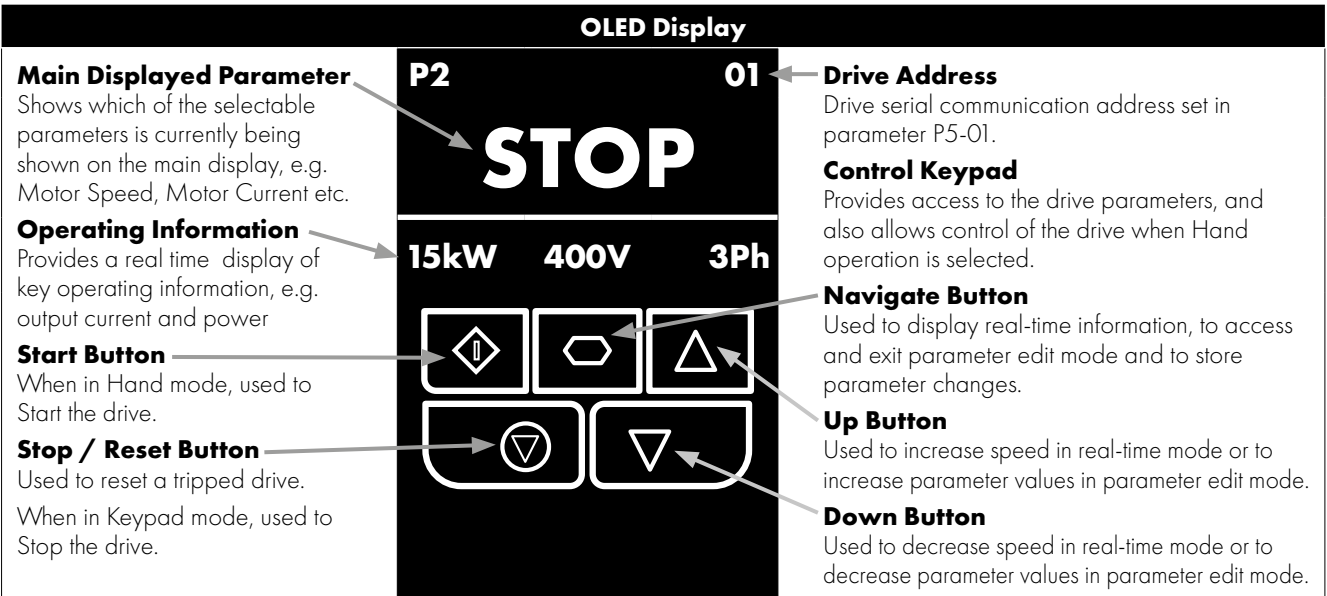 OLED Display
Main Displayed Parameter
Shows which of the selectable
parameters is currently being
shown on the main display, e.g.
Motor Speed, Motor Current etc.
Operating Information
Provides a real time display of
key operating information, e.g.
output current and power
Start Button
When in Hand mode, used to
Start the drive.
Stop / Reset Button
Used to reset a tripped drive.
When in Keypad mode, used to
Stop the drive.
P2 01
STOP
15kW 400V 3Ph
Drive Address
Drive serial communication address set in
parameter P5-01.
Control Keypad
Provides access to the drive parameters, and
also allows control of the drive when Hand
operation is selected.
Navigate Button
Used to display real-time information, to access
and exit parameter edit mode and to store
parameter changes.
Up Button
Used to increase speed in real-time mode or to
increase parameter values in parameter edit mode.
Down Button
Used to decrease speed in real-time mode or to
decrease parameter values in parameter edit mode.